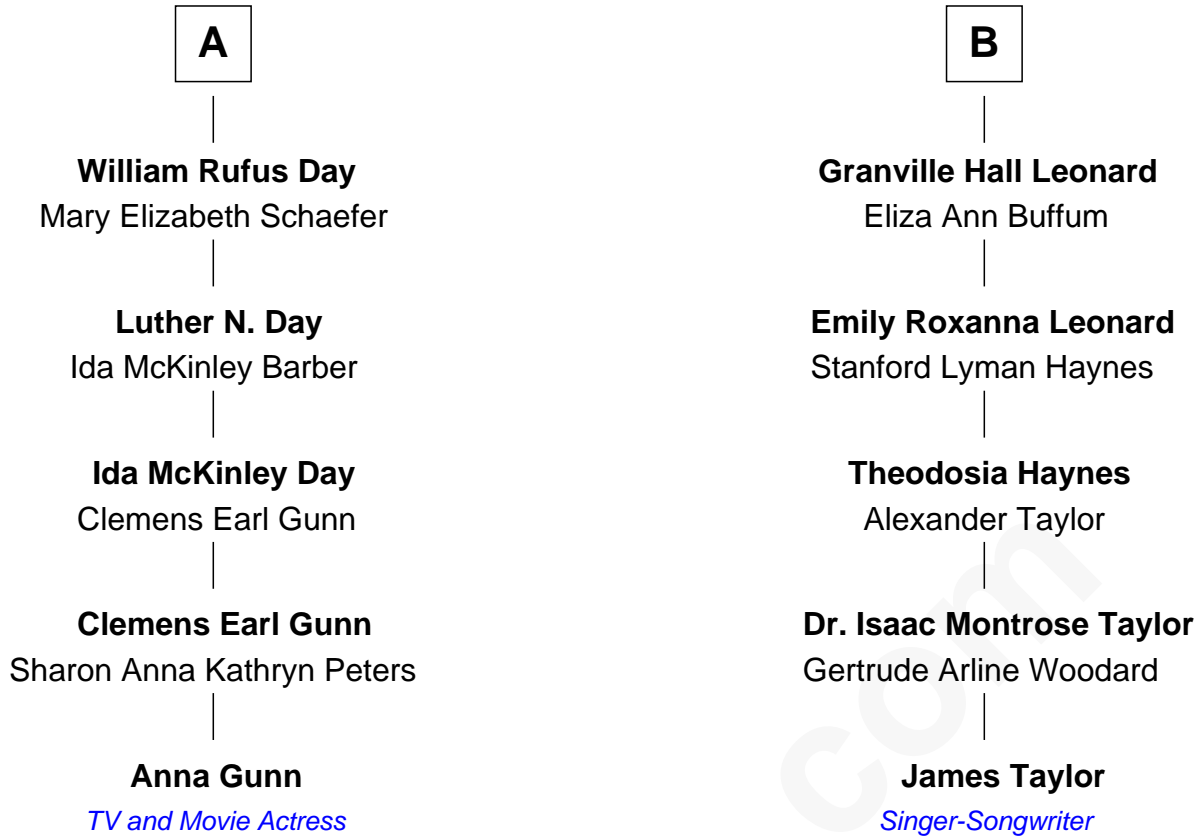 A
William Rufus Day
Mary Elizabeth Schaefer
Luther N. Day
Ida McKinley Barber
Ida McKinley Day
Clemens Earl Gunn
Clemens Earl Gunn
Sharon Anna Kathryn Peters
Anna Gunn
TV and Movie Actress
B
Granville Hall Leonard
Eliza Ann Buffum
Emily Roxanna Leonard
Stanford Lyman Haynes
Theodosia Haynes
Alexander Taylor
Dr. Isaac Montrose Taylor
Gertrude Arline Woodard
James Taylor
Singer-Songwriter
com